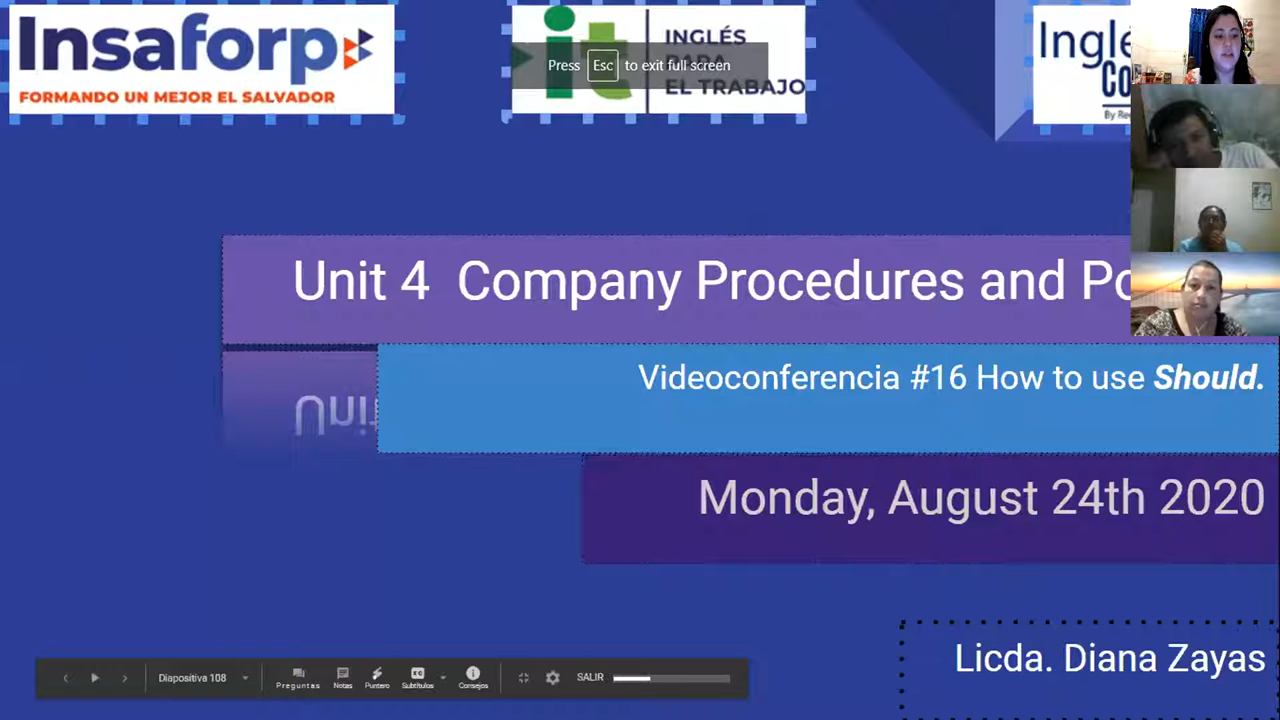 Insaforp
FORMANDO UN MEJOR EL SALVADOR
it
INGLÉS
PARA
EL TRABAJO
Press Esc to exit full screen
Unit 4 Company Procedures and
Videoconferencia #16 How to use Should.
Monday, August 24th 2020
Licda. Diana Zayas
Diapositiva 108
Preguntas
Notas
Puntero
Subtítulos
Consejos
SALIR